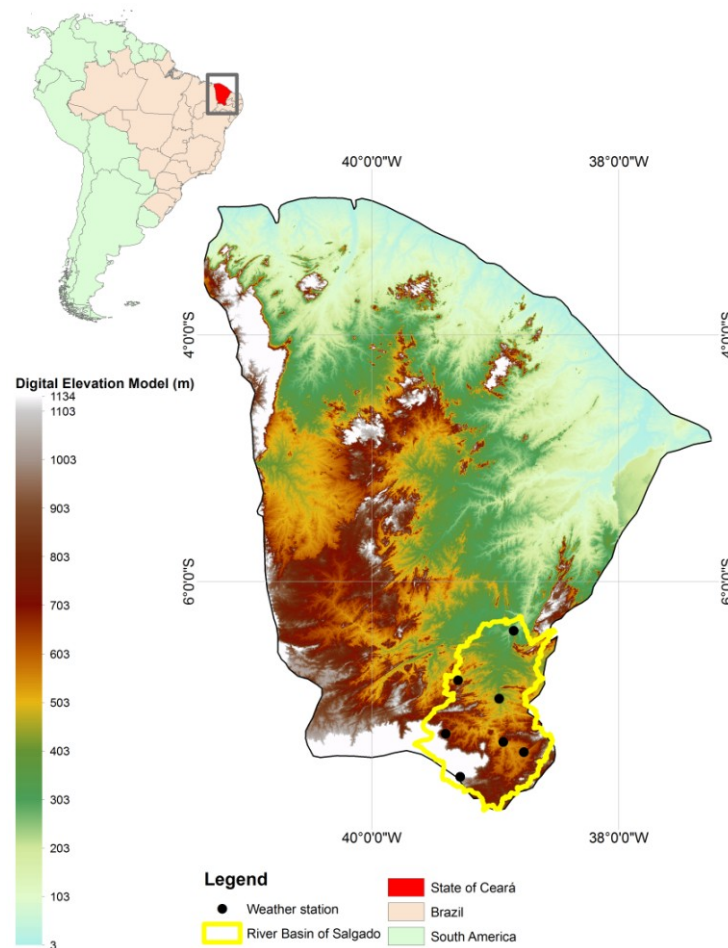 40°0'0"W
38°0'0"W
4°0'0"S
4°0'0"S
Digital Elevation Model (m)
1134
1103
1003
903
803
703
603
503
403
303
203
103
3
6°0'0"S
6°0'0"S
40°0'0"W
38°0'0"W
Legend
Weather station
River Basin of Salgado
State of Ceará
Brazil
South America